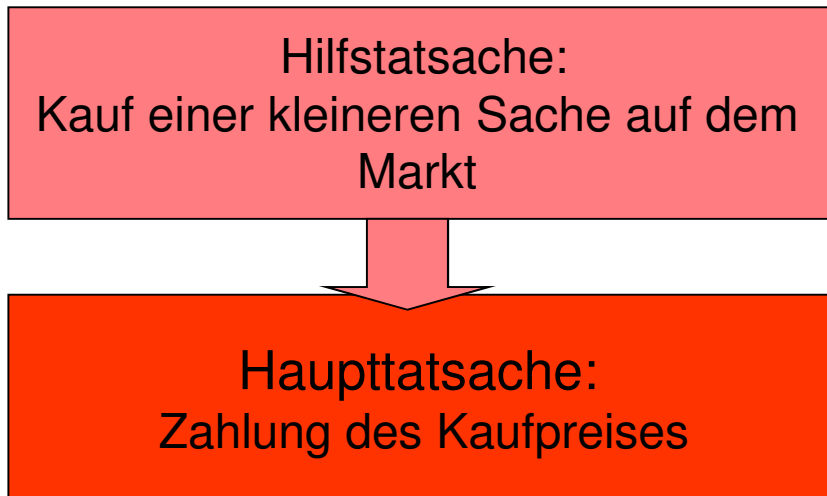 Hilfstatsache:
Kauf einer kleineren Sache auf dem
Markt
Haupttatsache:
Zahlung des Kaufpreises